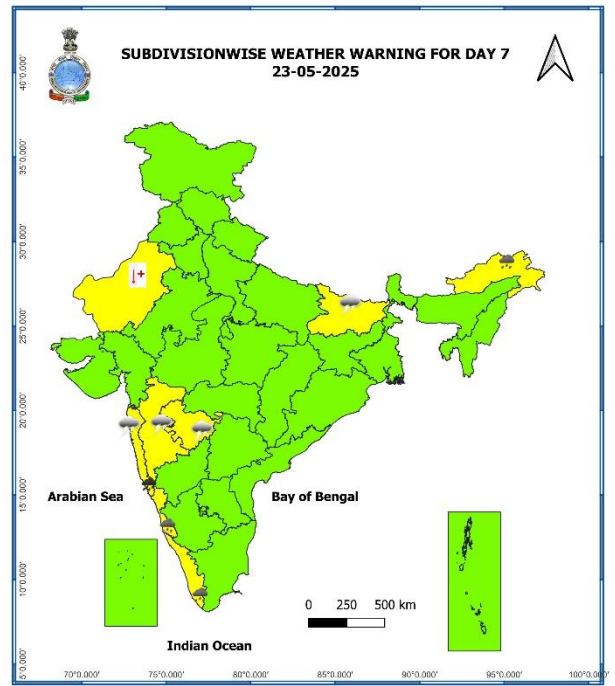 SUBDIVISIONWISE WEATHER WARNING FOR DAY 7
23-05-2025
40°0.000'
35°0.000'
30°0.000'
25°0.000'
20°0.000'
15°0.000'
10°0.000'
5°0.000'
Arabian Sea
Bay of Bengal
0 250 500 km
Indian Ocean
70°0.000' 75°0.000' 80°0.000' 85°0.000' 90°0.000' 95°0.000' 100°0.000'